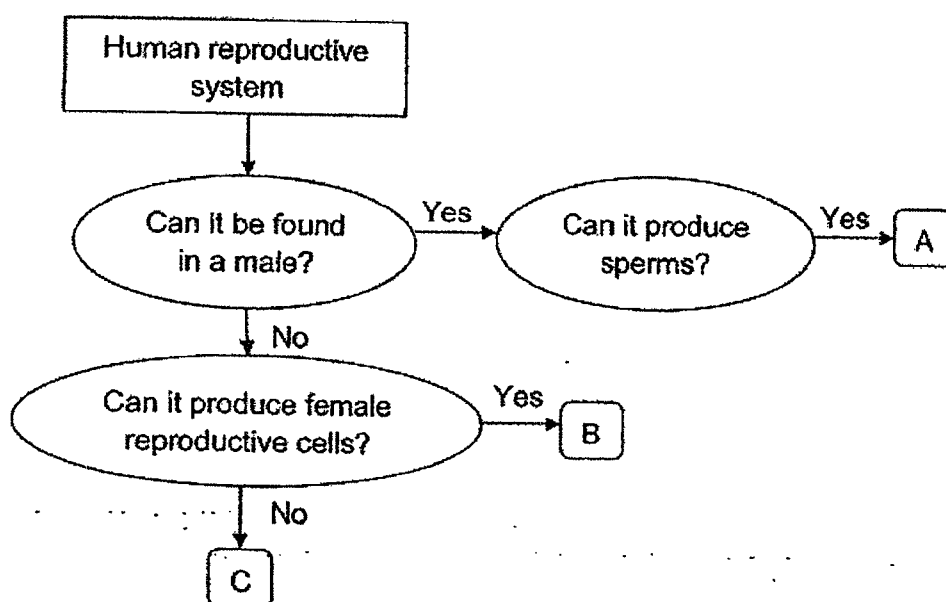 Human reproductive
system
Can it be found
in a male?
Yes
Can it produce
sperms?
Yes
A
No
Can it produce female
reproductive cells?
Yes
B
No
C